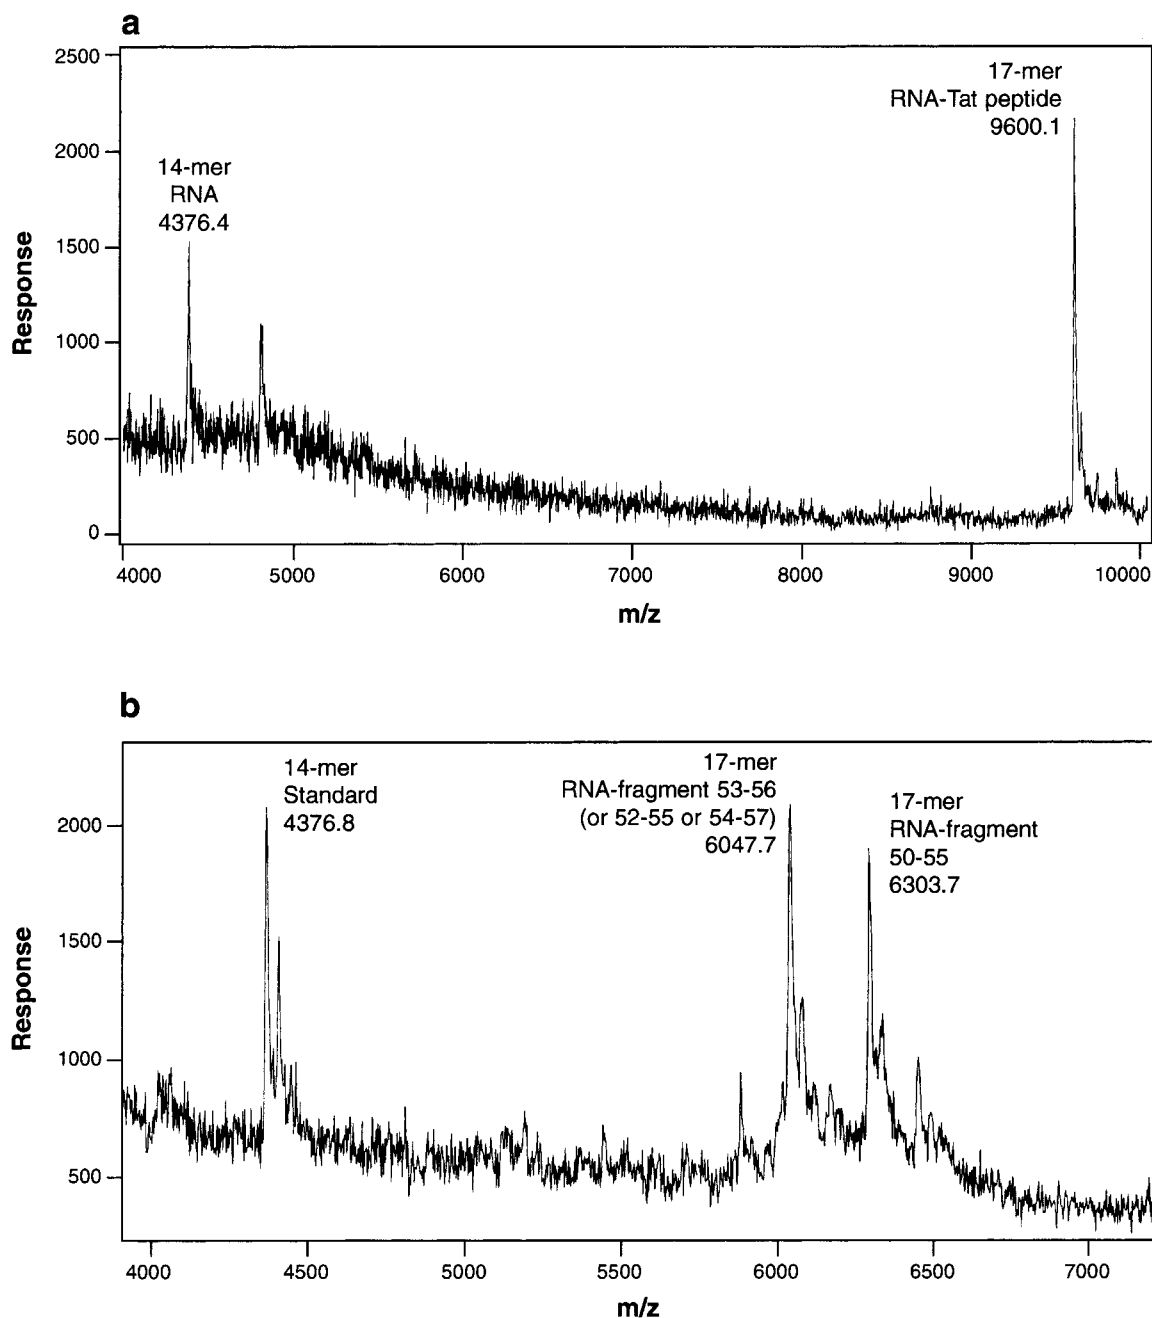 a
2500
2000
1500
1000
500
0
Response
14-mer
RNA
4376.4
17-mer
RNA-Tat peptide
9600.1
4000 5000 6000 7000 8000 9000 10000
m/z
b
2000
1500
1000
500
Response
14-mer
Standard
4376.8
17-mer
RNA-fragment 53-56
(or 52-55 or 54-57)
6047.7
17-mer
RNA-fragment
50-55
6303.7
4000 4500 5000 5500 6000 6500 7000
m/z